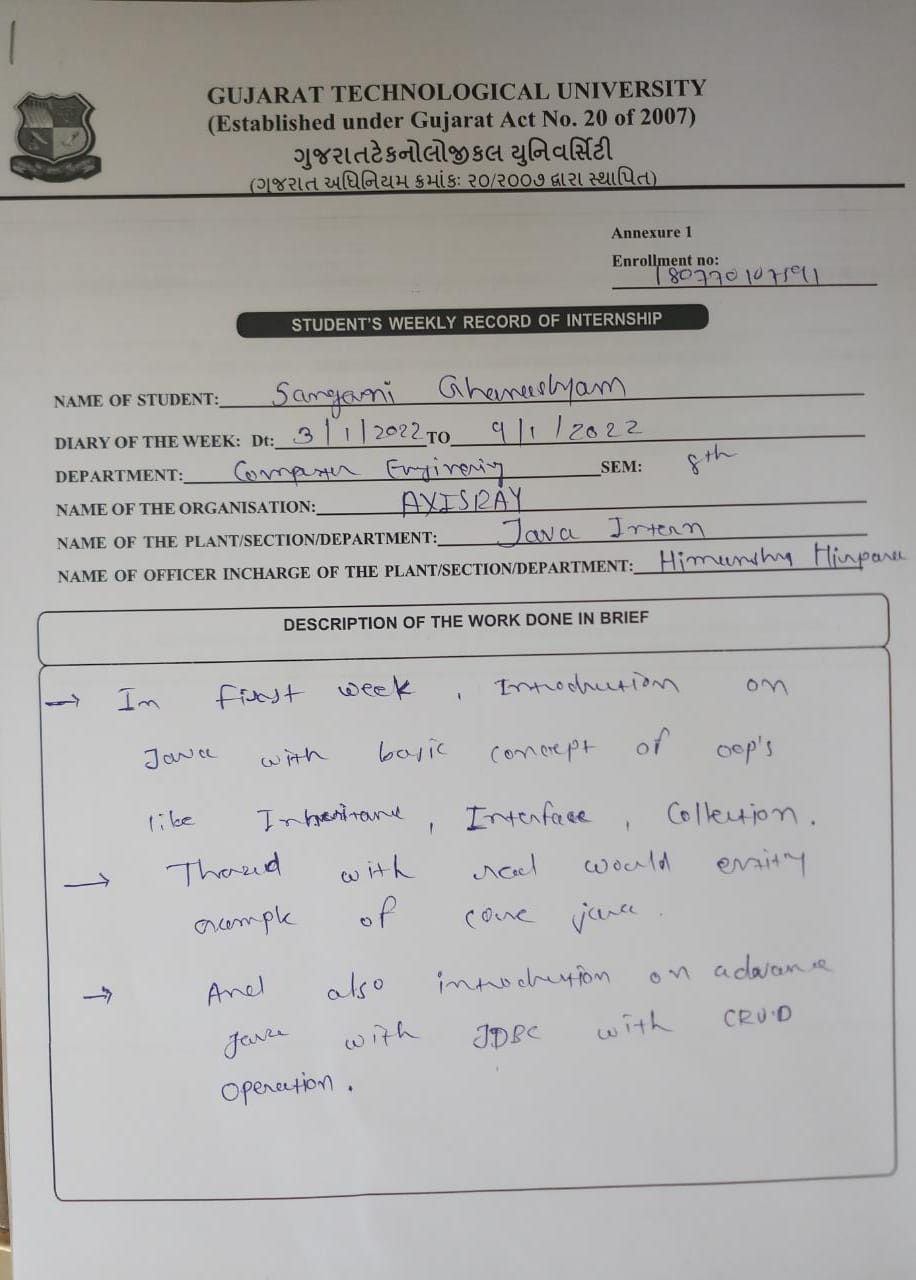 GUJARAT TECHNOLOGICAL UNIVERSITY
(Established under Gujarat Act No. 20 of 2007)
ગુજરાતટેકનોલોજીકલ યુનિવર્સિટી
(ગુજરાત અધિનિયમ ક્રમાંકઃ ૨૦/૨૦૦૭ દ્વારા સ્થાપિત)
Annexure 1
Enrollment no:
180770107591
STUDENT'S WEEKLY RECORD OF INTERNSHIP
NAME OF STUDENT: Sangani Ghaneshyam
DIARY OF THE WEEK: Dt: 3/1/2022 TO 9/1/2022
DEPARTMENT: Computer Enginering SEM: 8th
NAME OF THE ORGANISATION: AXISRAY
NAME OF THE PLANT/SECTION/DEPARTMENT: Java Intern
NAME OF OFFICER INCHARGE OF THE PLANT/SECTION/DEPARTMENT: Himanshu Hirpara
DESCRIPTION OF THE WORK DONE IN BRIEF
→ In first week, Introduction on
Java with basic concept of oop's
like Inheritance, Interface, Collection.
→ Thread with real would entity
example of core java.
→ And also introduction on advance
Java with JDBC with CRUD
Operation.